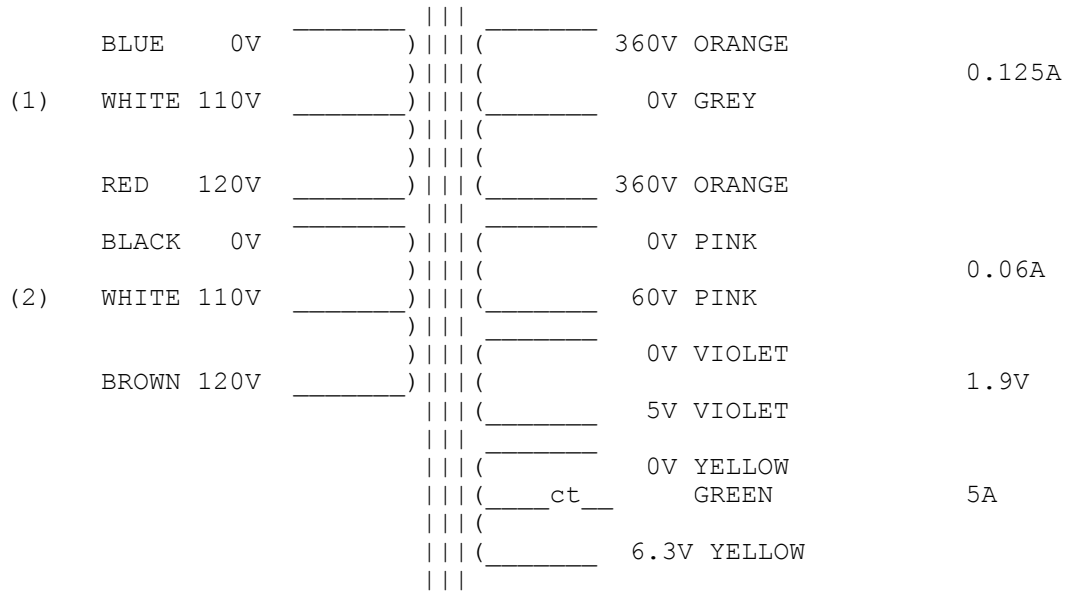 BLUE 0V 360V ORANGE
0.125A
(1) WHITE 110V 0V GREY
RED 120V 360V ORANGE
BLACK 0V 0V PINK
0.06A
(2) WHITE 110V 60V PINK
0V VIOLET
BROWN 120V 1.9V
5V VIOLET
0V YELLOW
ct GREEN 5A
6.3V YELLOW